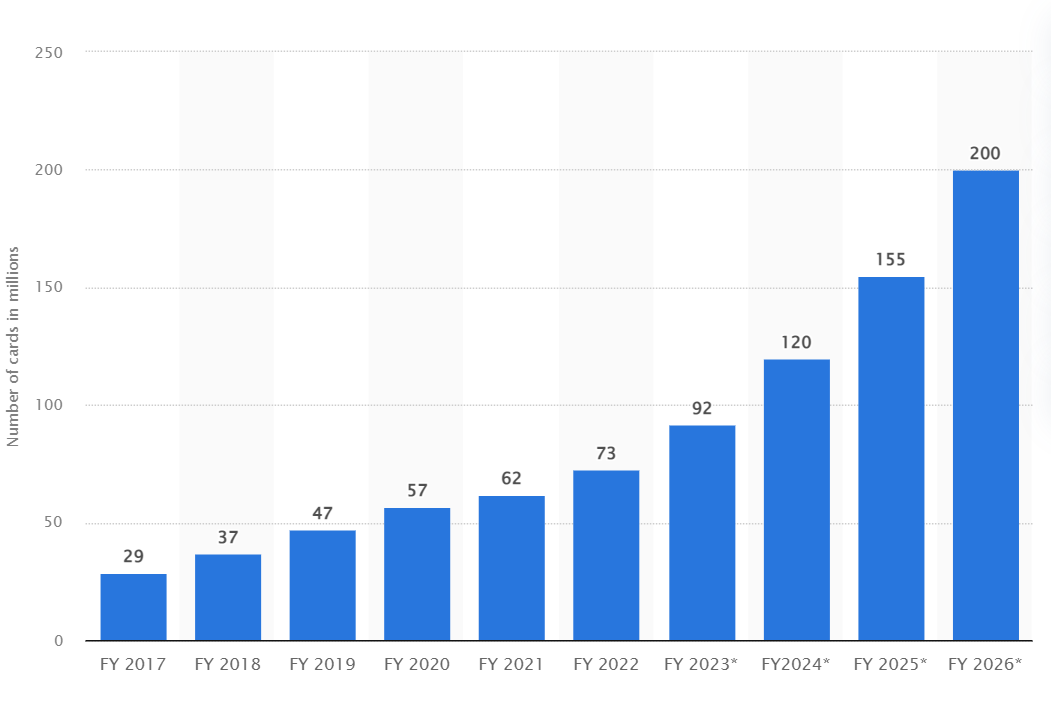 Number of cards in millions
250
200
150
100
50
0
29
37
47
57
62
73
92
120
155
200
FY 2017
FY 2018
FY 2019
FY 2020
FY 2021
FY 2022
FY 2023*
FY2024*
FY 2025*
FY 2026*